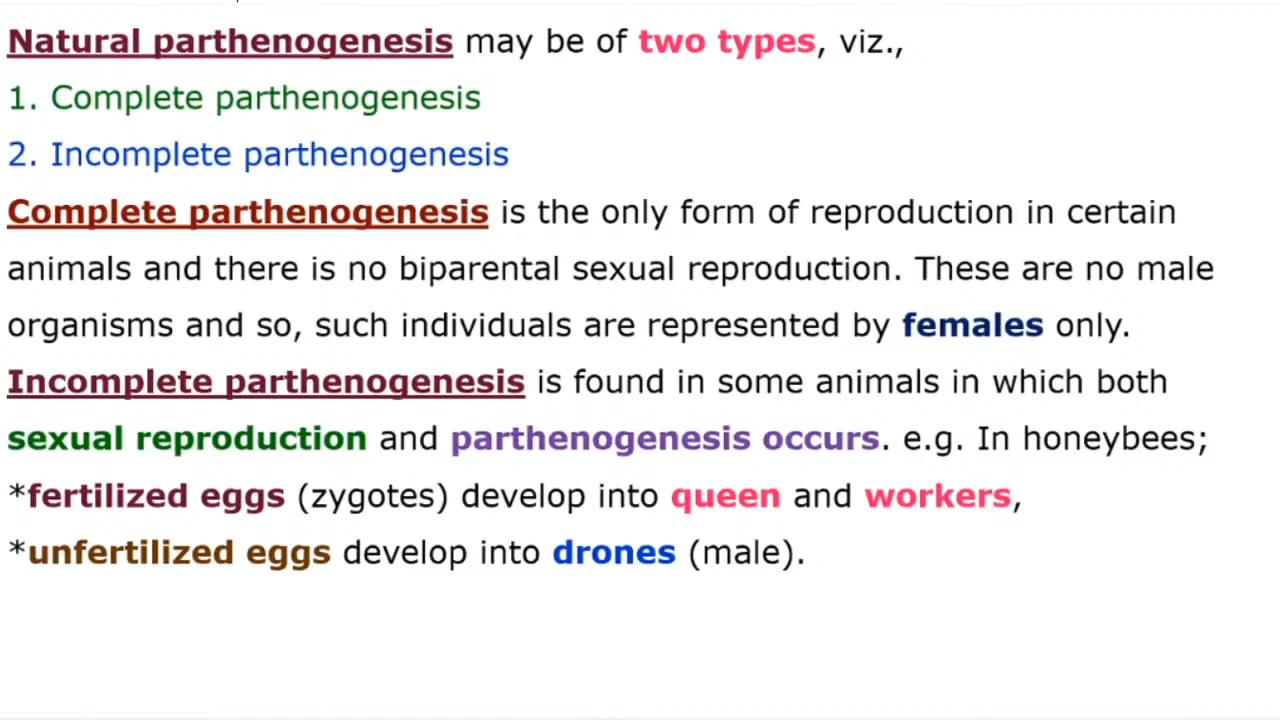 Natural parthenogenesis may be of two types, viz.,
1. Complete parthenogenesis
2. Incomplete parthenogenesis
Complete parthenogenesis is the only form of reproduction in certain
animals and there is no biparental sexual reproduction. These are no male
organisms and so, such individuals are represented by females only.
Incomplete parthenogenesis is found in some animals in which both
sexual reproduction and parthenogenesis occurs. e.g. In honeybees;
*fertilized eggs (zygotes) develop into queen and workers,
*unfertilized eggs develop into drones (male).